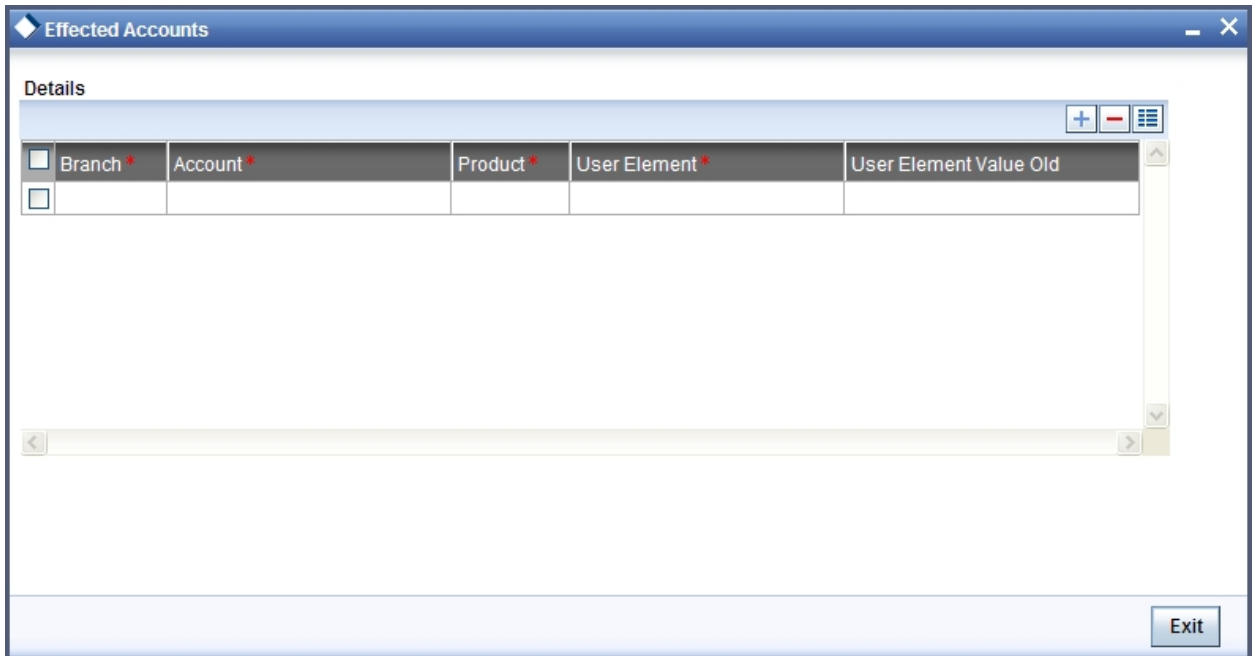 Effected Accounts
Details
Branch * Account * Product * User Element * User Element Value Old
Exit